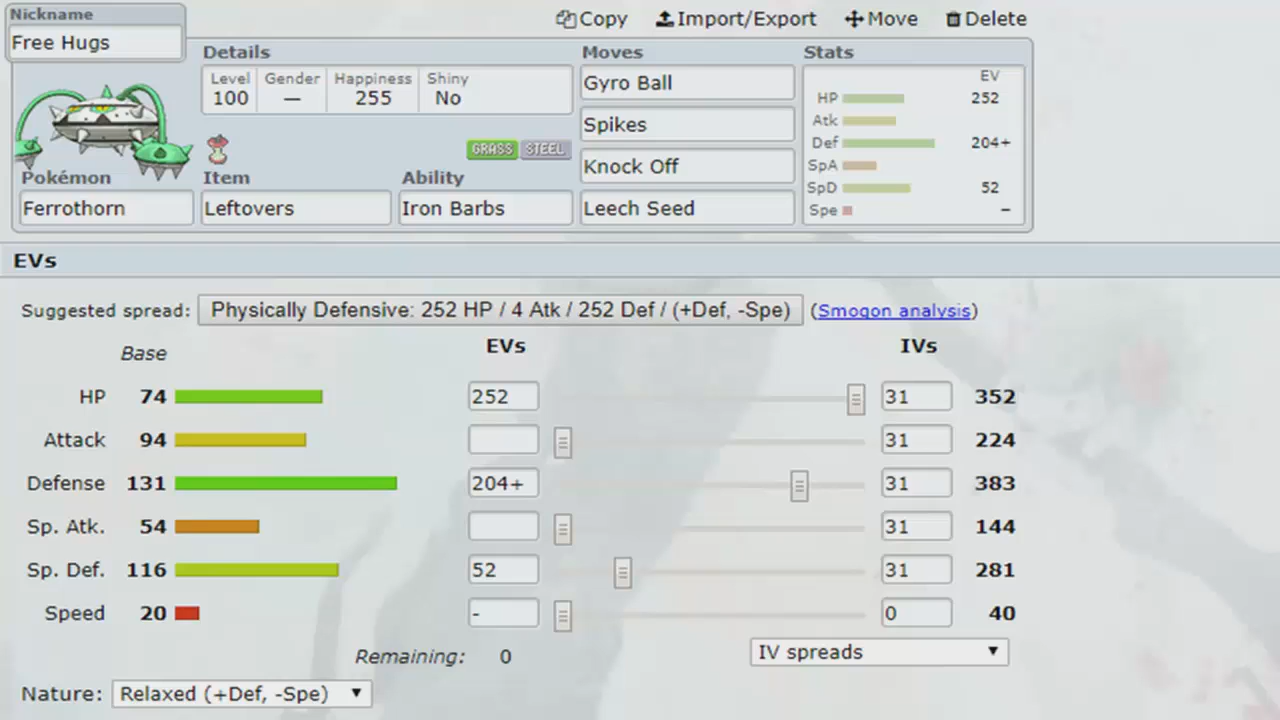 Nickname
Free Hugs
Copy Import/Export Move Delete
Details
Level Gender Happiness Shiny
100 — 255 No
GRASS STEEL
Pokémon Item Ability
Ferrothorn Leftovers Iron Barbs
Moves
Gyro Ball
Spikes
Knock Off
Leech Seed
Stats
EV
HP 252
Atk
Def 204+
SpA
SpD 52
Spe –
EVs
Suggested spread: Physically Defensive: 252 HP / 4 Atk / 252 Def / (+Def, -Spe) (Smogon analysis)
Base EVs IVs
HP 74 252 31 352
Attack 94 31 224
Defense 131 204+ 31 383
Sp. Atk. 54 31 144
Sp. Def. 116 52 31 281
Speed 20 - 0 40
Remaining: 0 IV spreads
Nature: Relaxed (+Def, -Spe)